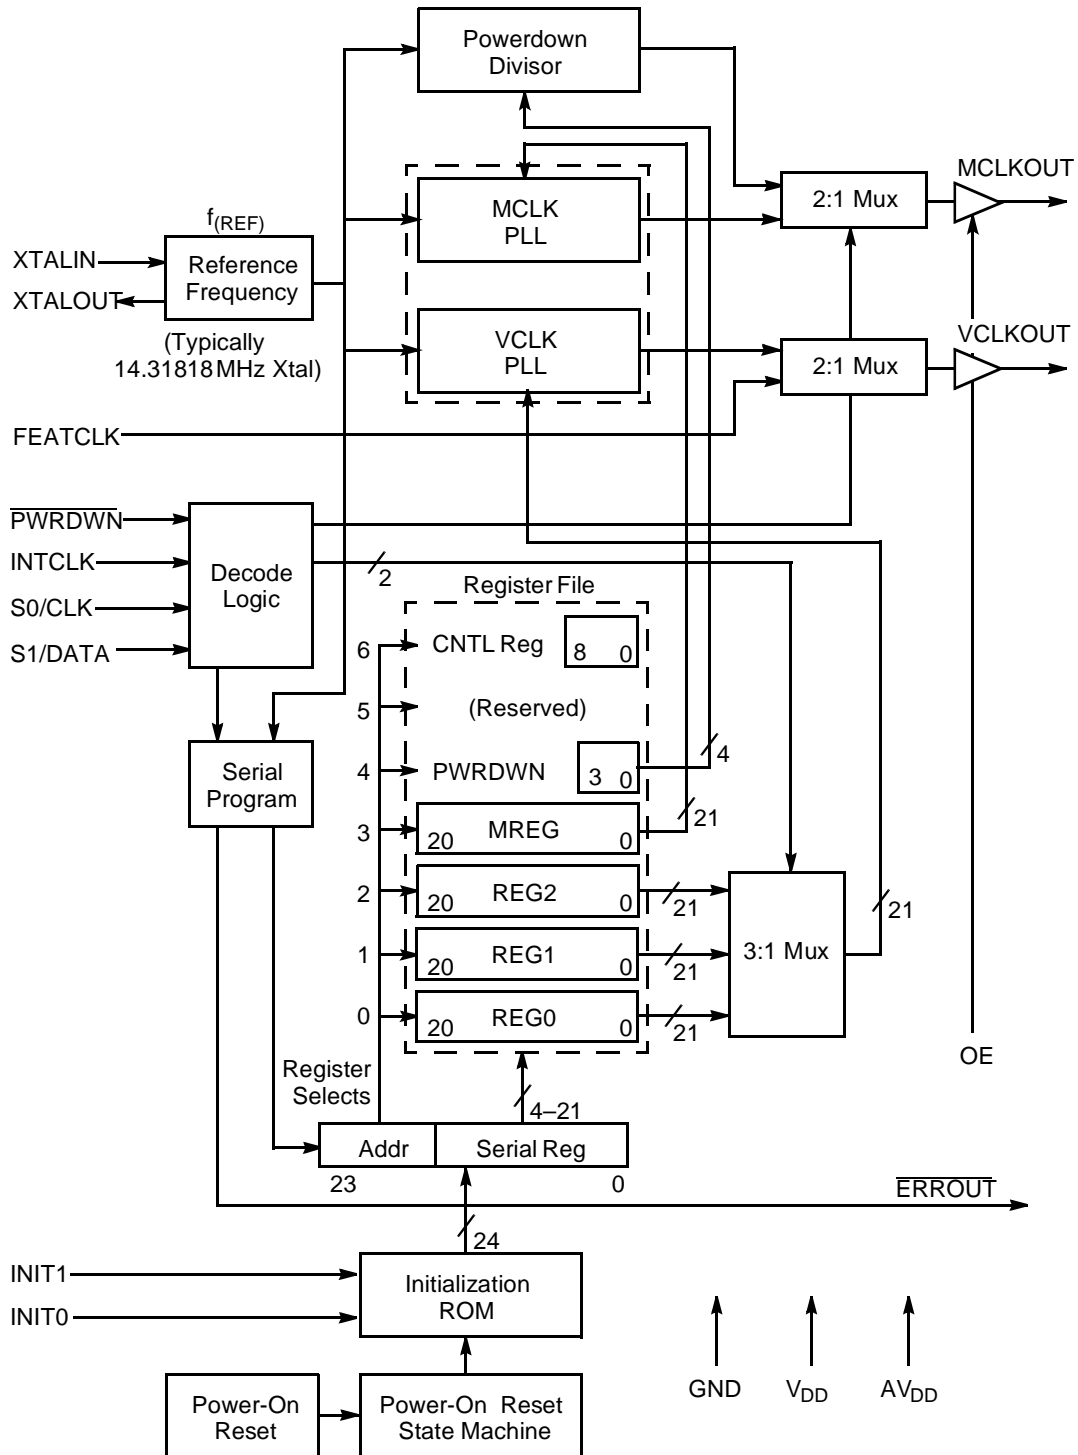 Powerdown
Divisor
MCLKOUT
MCLK
PLL
2:1 Mux
f(REF)
XTALIN
Reference
Frequency
XTALOUT
VCLKOUT
VCLK
PLL
(Typically
14.31818 MHz Xtal)
2:1 Mux
FEATCLK
PWRDWN
INTCLK
Decode
Logic
2
Register File
S0/CLK
S1/DATA
6
CNTL Reg
8 0
5
(Reserved)
4
4
PWRDWN
3 0
Serial
Program
21
3
20 MREG 0
2
20 REG2 0
21
21
1
20 REG1 0
21
3:1 Mux
0
20 REG0 0
21
OE
Register
Selects
4–21
Addr
Serial Reg
23
0
ERROUT
24
INIT1
Initialization
ROM
INIT0
GND
VDD
AVDD
Power-On
Reset
Power-On Reset
State Machine